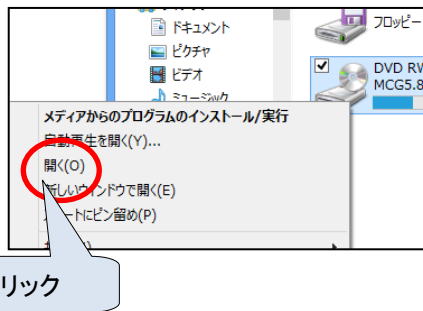 ドキュメント
ピクチャ
ビデオ
フロッピー
DVD RW
MCG5.8
メディアからのプログラムのインストール/実行
自動再生を開く(Y)...
開く(O)
新しいウィンドウで開く(E)
スタートにピン留め(P)
リック